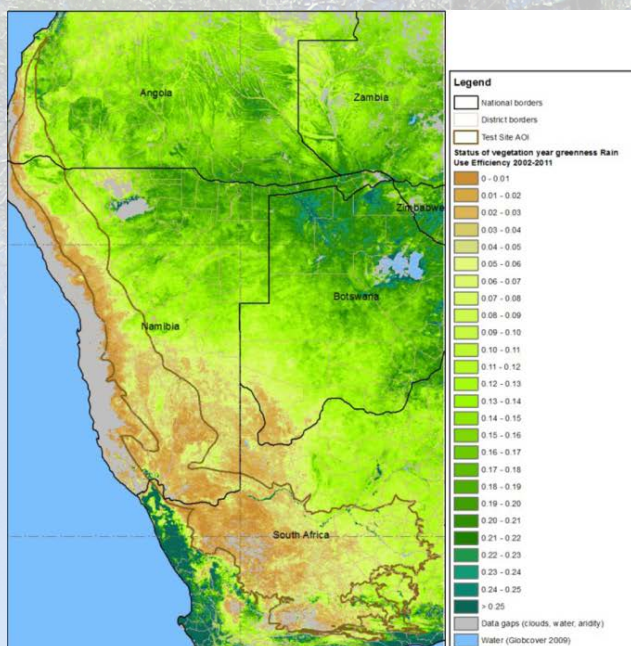 Angola
Zambia
Zimbabwe
Botswana
Namibia
South Africa
Legend
National borders
District borders
Test Site AOI
Status of vegetation year greenness Rain
Use Efficiency 2002-2011
0 - 0.01
0.01 - 0.02
0.02 - 0.03
0.03 - 0.04
0.04 - 0.05
0.05 - 0.06
0.06 - 0.07
0.07 - 0.08
0.08 - 0.09
0.09 - 0.10
0.10 - 0.11
0.11 - 0.12
0.12 - 0.13
0.13 - 0.14
0.14 - 0.15
0.15 - 0.16
0.16 - 0.17
0.17 - 0.18
0.18 - 0.19
0.19 - 0.20
0.20 - 0.21
0.21 - 0.22
0.22 - 0.23
0.23 - 0.24
0.24 - 0.25
> 0.25
Data gaps (clouds, water, aridity)
Water (Globcover 2009)